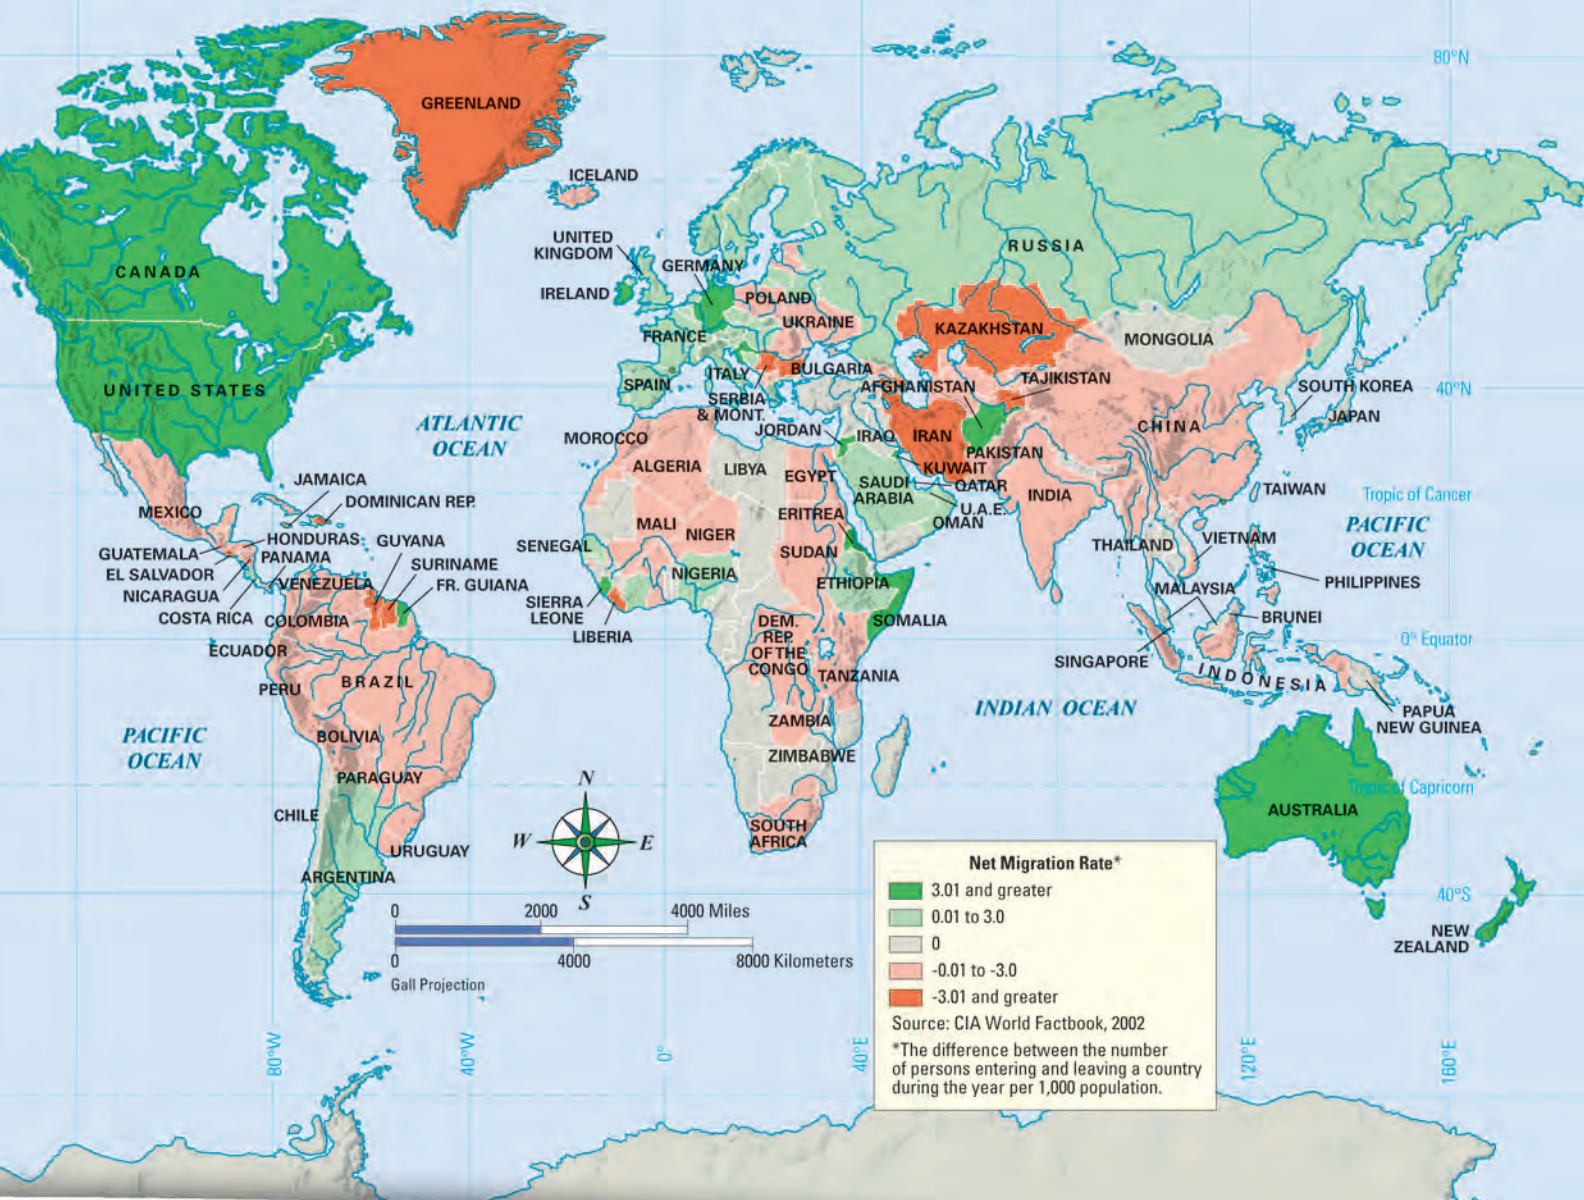 80°N
GREENLAND
ICELAND
UNITED
KINGDOM
GERMANY
RUSSIA
CANADA
IRELAND
POLAND
UKRAINE
FRANCE
KAZAKHSTAN
MONGOLIA
UNITED STATES
ITALY
BULGARIA
SPAIN
AFGHANISTAN
TAJIKISTAN
SOUTH KOREA
40°N
SERBIA
& MONT.
JAPAN
ATLANTIC
OCEAN
JORDAN
IRAQ
IRAN
CHINA
MOROCCO
PAKISTAN
ALGERIA
LIBYA
EGYPT
KUWAIT
JAMAICA
SAUDI
ARABIA
QATAR
INDIA
TAIWAN
Tropic of Cancer
DOMINICAN REP.
MEXICO
ERITREA
U.A.E.
OMAN
PACIFIC
OCEAN
MALI
NIGER
HONDURAS
GUYANA
GUATEMALA
PANAMA
SENEGAL
SUDAN
THAILAND
VIETNAM
EL SALVADOR
SURINAME
NICARAGUA
VENEZUELA
FR. GUIANA
NIGERIA
ETHIOPIA
MALAYSIA
PHILIPPINES
COSTA RICA
COLOMBIA
SIERRA
LEONE
SOMALIA
BRUNEI
LIBERIA
DEM.
REP.
OF THE
CONGO
0° Equator
ECUADOR
SINGAPORE
INDONESIA
PERU
BRAZIL
TANZANIA
INDIAN OCEAN
PAPUA
NEW GUINEA
PACIFIC
OCEAN
BOLIVIA
ZAMBIA
ZIMBABWE
PARAGUAY
Tropic of Capricorn
CHILE
AUSTRALIA
SOUTH
AFRICA
URUGUAY
ARGENTINA
N
W
E
S
40°S
NEW
ZEALAND
0
2000
4000 Miles
0
4000
8000 Kilometers
Gall Projection
Net Migration Rate*
3.01 and greater
0.01 to 3.0
0
-0.01 to -3.0
-3.01 and greater
Source: CIA World Factbook, 2002
*The difference between the number
of persons entering and leaving a country
during the year per 1,000 population.
80°W
40°W
0°
40°E
120°E
160°E